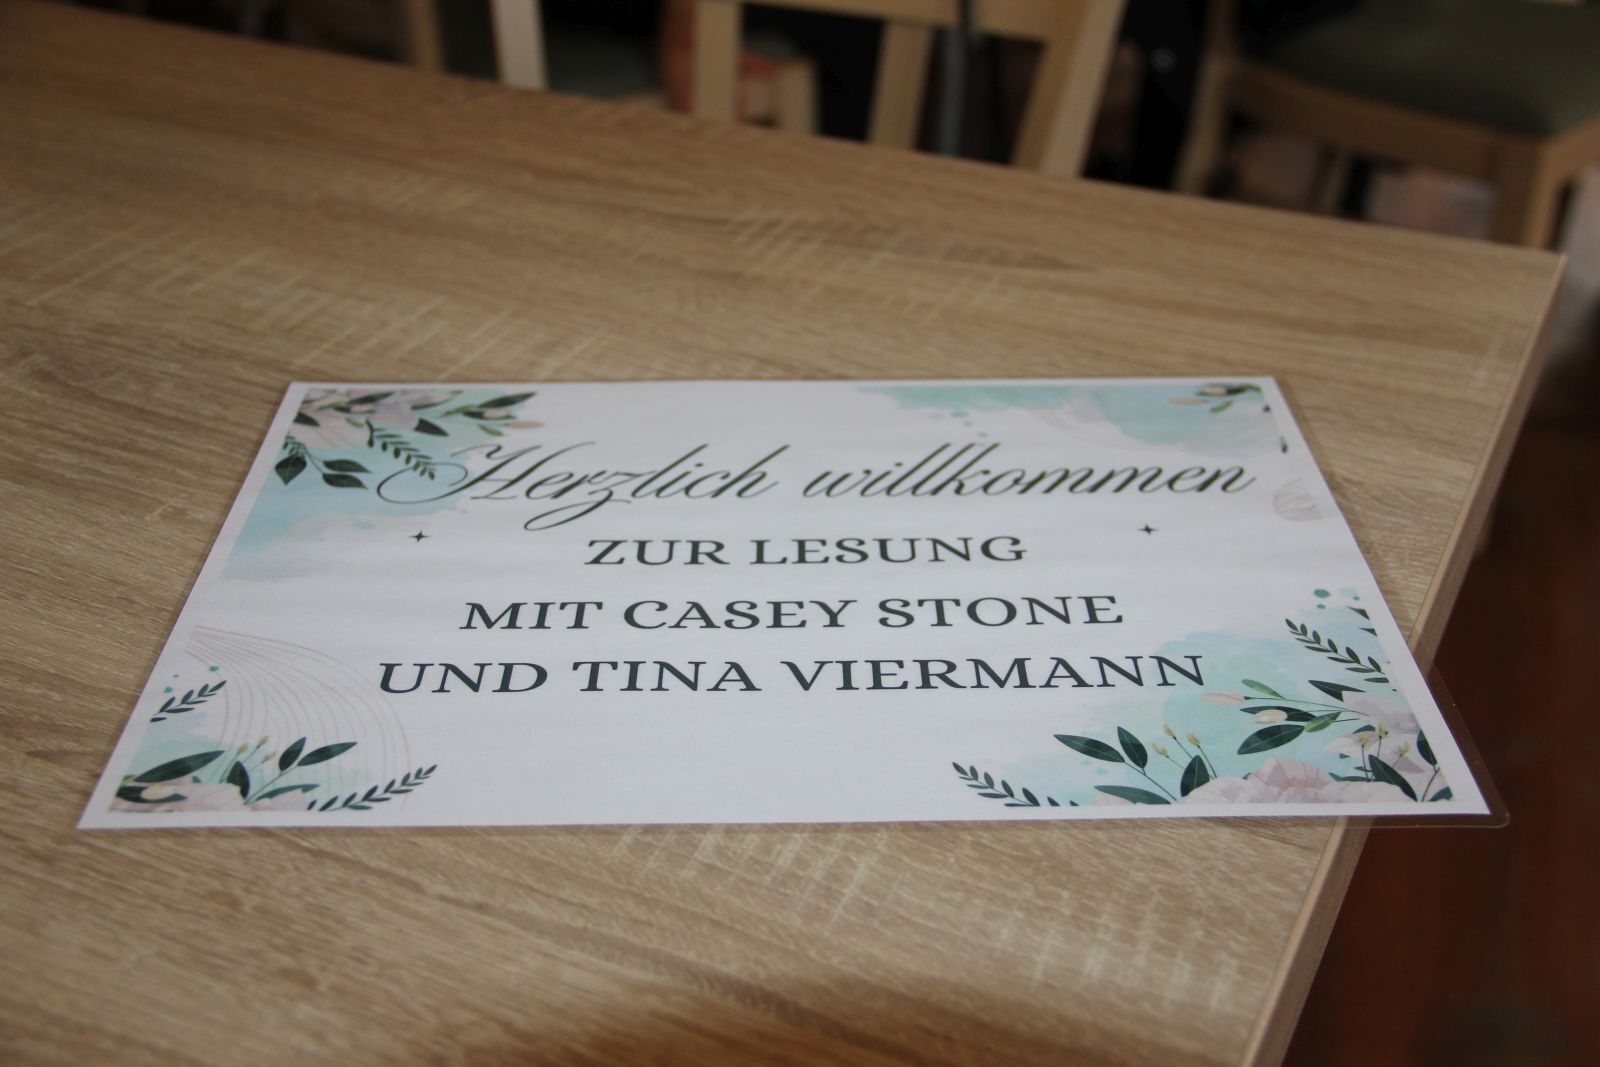 Herzlich willkommen
ZUR LESUNG
MIT CASEY STONE
UND TINA VIERMANN